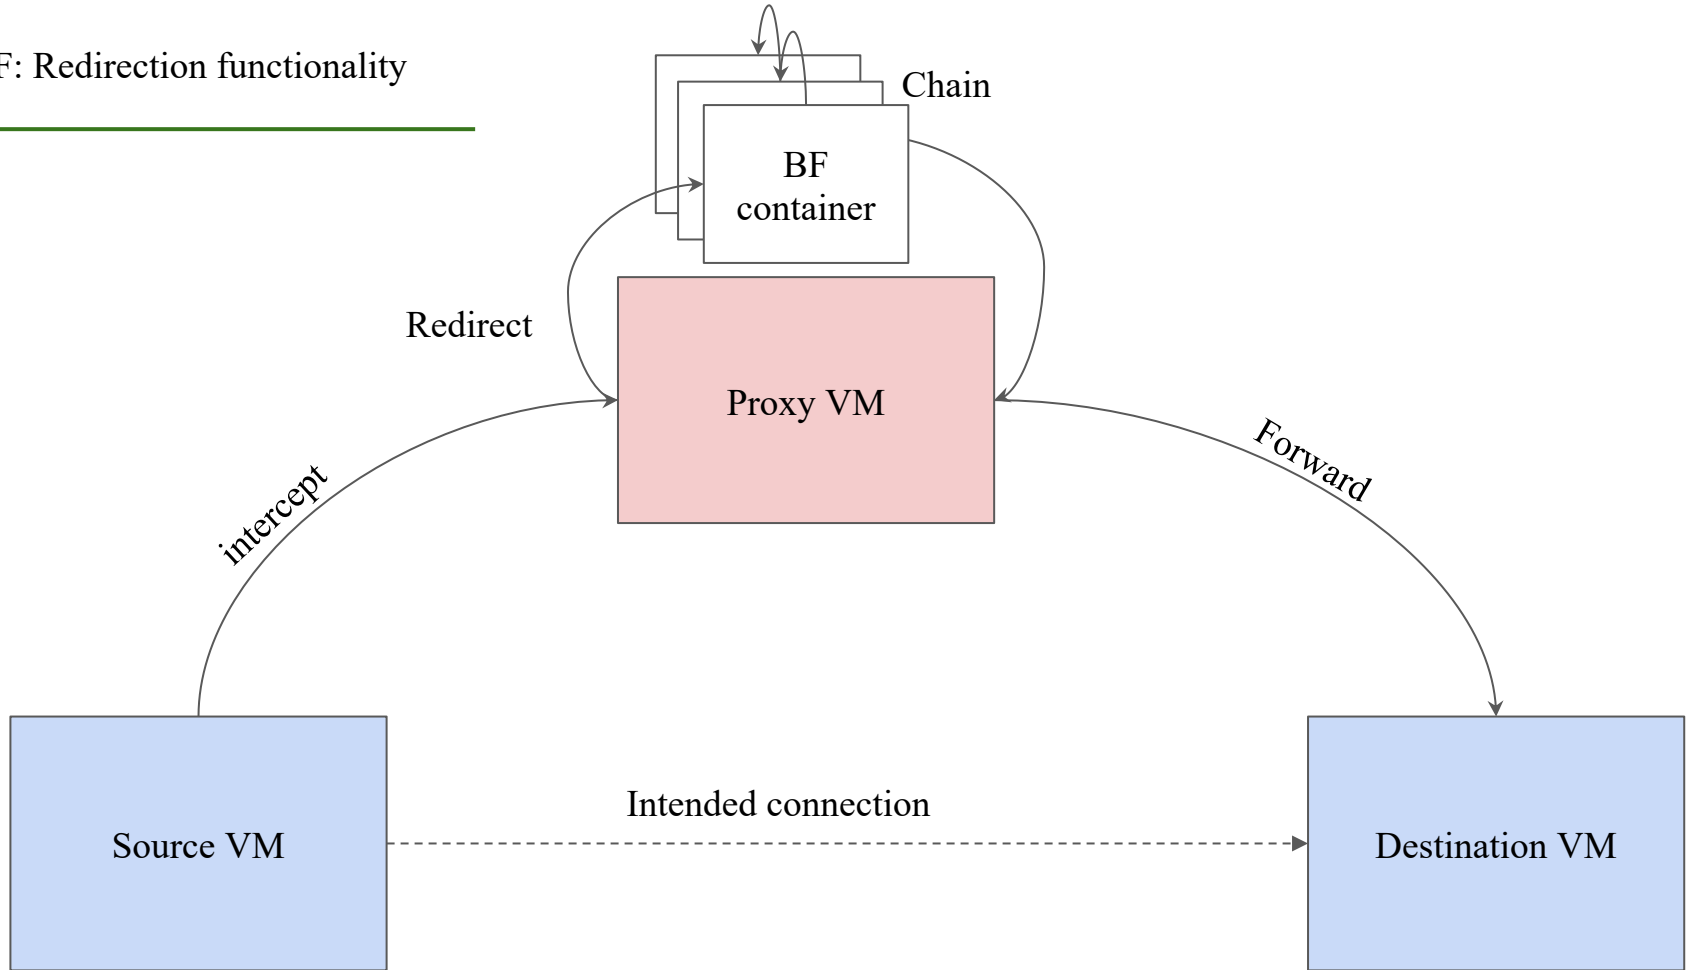 F: Redirection functionality
Chain
BF
container
Redirect
Proxy VM
Forward
intercept
Intended connection
Source VM
Destination VM